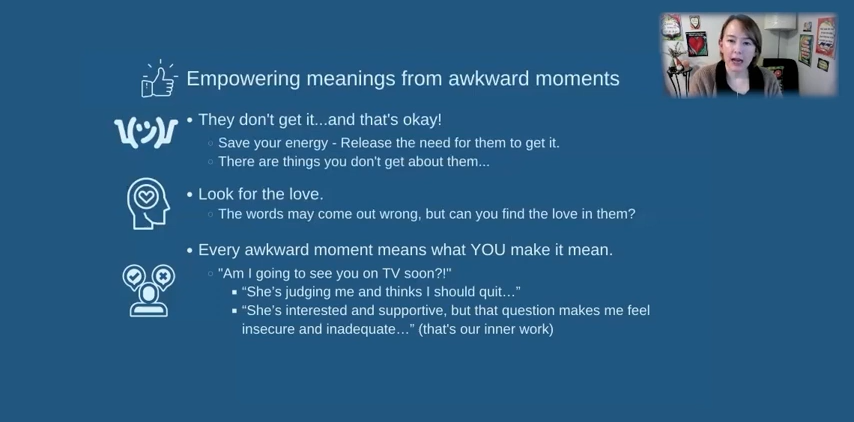 Empowering meanings from awkward moments
• They don't get it...and that's okay!
○ Save your energy - Release the need for them to get it.
○ There are things you don't get about them...
• Look for the love.
○ The words may come out wrong, but can you find the love in them?
• Every awkward moment means what YOU make it mean.
○ "Am I going to see you on TV soon?!"
▪ “She’s judging me and thinks I should quit…”
▪ “She’s interested and supportive, but that question makes me feel
insecure and inadequate…” (that's our inner work)